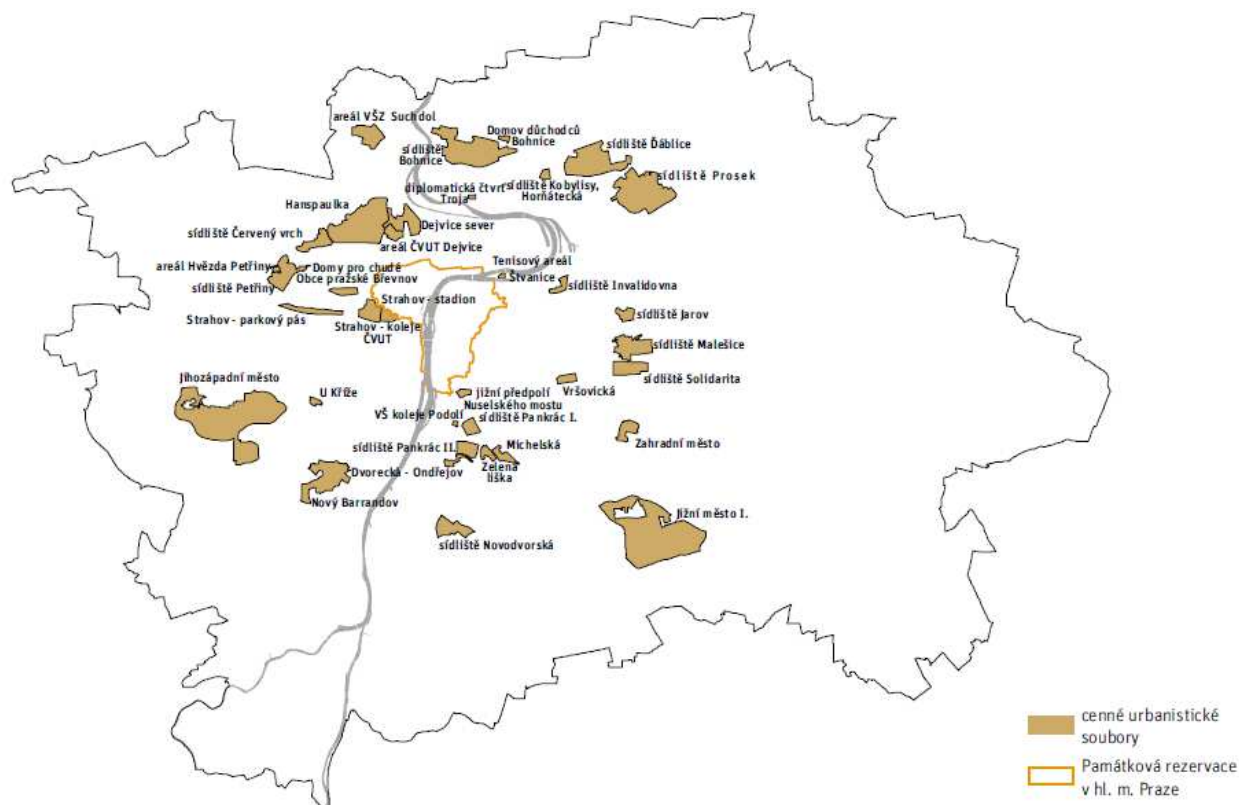 areál VŠZ Suchdol
Domov důchodců
Bohnice
sídliště
Bohnice
sídliště Ďáblice
sídliště Prosek
sídliště Kobylisy,
Horňátecká
diplomatická čtvrť
Troja
Hanspaulka
Dejvice sever
sídliště Červený vrch
areál ČVUT Dejvice
areál Hvězda Petřiny
Domy pro chudé
Obce pražské Břevnov
sídliště Petřiny
Tenisový areál
Štvanice
sídliště Invalidovna
Strahov - stadion
Strahov - parkový pás
Strahov - koleje
ČVUT
sídliště Jarov
sídliště Malešice
sídliště Solidarita
Jihozápadní město
U Kříže
Vršovická
jižní předpolí
Nuselského mostu
VŠ koleje Podolí
sídliště Pankrác I.
sídliště Pankrác II.
Michelská
Zelená
liška
Zahradní město
Dvorecká - Ondřejov
Nový Barrandov
Jižní město I.
sídliště Novodvorská
cenné urbanistické
soubory
Památková rezervace
v hl. m. Praze